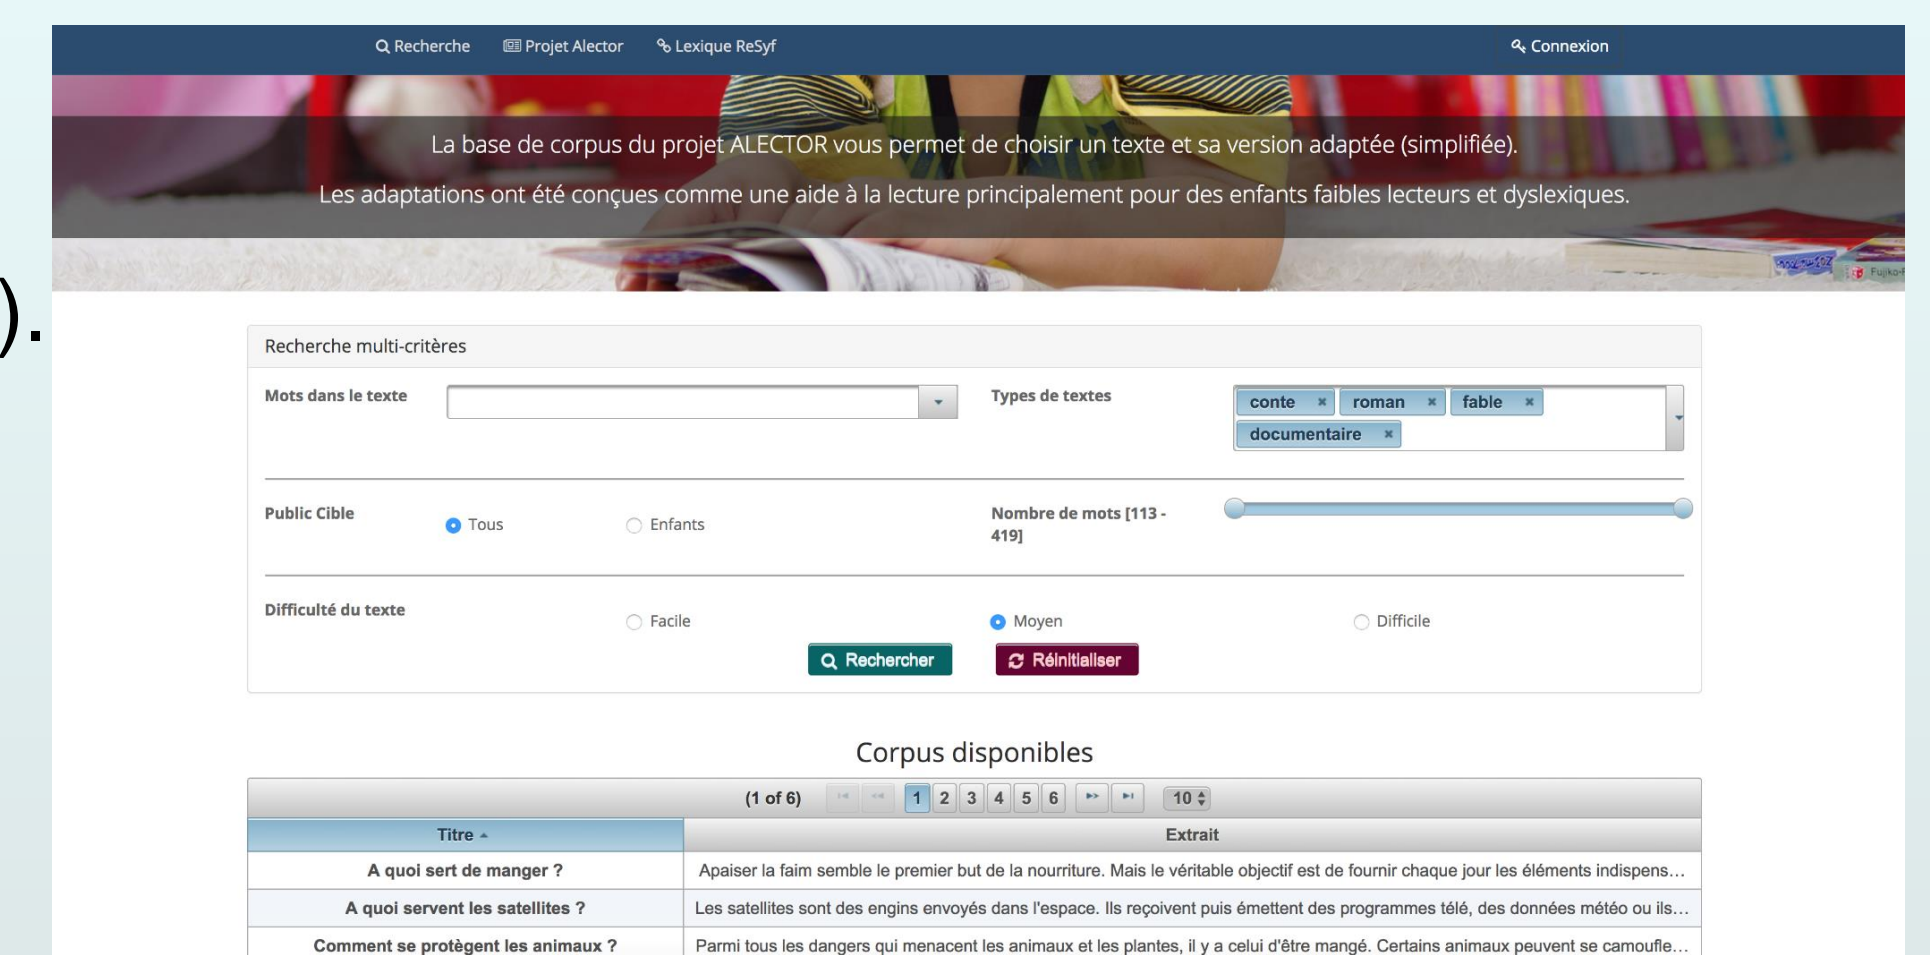 Recherche Projet Alector Lexique ReSyf Connexion
La base de corpus du projet ALECTOR vous permet de choisir un texte et sa version adaptée (simplifiée).
Les adaptations ont été conçues comme une aide à la lecture principalement pour des enfants faibles lecteurs et dyslexiques.
).
Recherche multi-critères
Mots dans le texte
Types de textes
conte × roman × fable ×
documentaire ×
Public Cible
Tous Enfants
Nombre de mots [113 -
419]
Difficulté du texte
Facile Moyen Difficile
Rechercher Réinitialiser
Corpus disponibles
(1 of 6) 1 2 3 4 5 6 10
Titre Extrait
A quoi sert de manger ? Apaiser la faim semble le premier but de la nourriture. Mais le véritable objectif est de fournir chaque jour les éléments indispens...
A quoi servent les satellites ? Les satellites sont des engins envoyés dans l'espace. Ils reçoivent puis émettent des programmes télé, des données météo ou ils...
Comment se protègent les animaux ? Parmi tous les dangers qui menacent les animaux et les plantes, il y a celui d'être mangé. Certains animaux peuvent se camoufle...